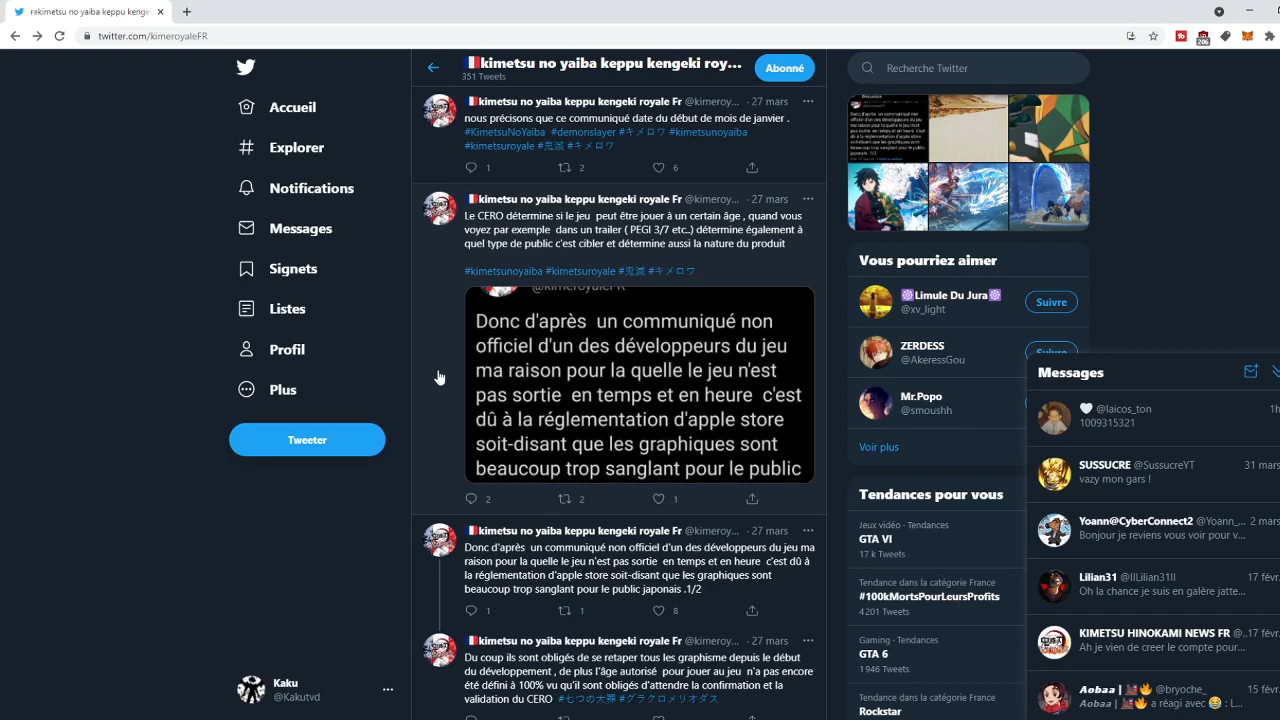 r#kimetsu no yaiba keppu kenge
twitter.com/kimeroyaleFR
206
Accueil
Explorer
Notifications
Messages
Signets
Listes
Profil
Plus
Tweeter
Kaku
@Kakutvd
🇫🇷kimetsu no yaiba keppu kengeki roy...
351 Tweets
Abonné
🇫🇷kimetsu no yaiba keppu kengeki royale Fr @kimeroy... · 27 mars
nous précisons que ce communiqué date du début de mois de janvier .
#KimetsuNoYaiba #demonslayer #キメロワ #kimetsunoyaiba
#kimetsuroyale #鬼滅 #キメロワ
1 2 6
🇫🇷kimetsu no yaiba keppu kengeki royale Fr @kimeroy... · 27 mars
Le CERO détermine si le jeu peut être jouer à un certain âge , quand vous
voyez par exemple dans un trailer ( PEGI 3/7 etc..) détermine également à
quel type de public c'est cibler et détermine aussi la nature du produit
#kimetsunoyaiba #kimetsuroyale #鬼滅 #キメロワ
@kimeroyaleFR
Donc d'après un communiqué non
officiel d'un des développeurs du jeu
ma raison pour la quelle le jeu n'est
pas sortie en temps et en heure c'est
dû à la réglementation d'apple store
soit-disant que les graphiques sont
beaucoup trop sanglant pour le public
2 2 1
🇫🇷kimetsu no yaiba keppu kengeki royale Fr @kimeroy... · 27 mars
Donc d'après un communiqué non officiel d'un des développeurs du jeu ma
raison pour la quelle le jeu n'est pas sortie en temps et en heure c'est dû à
la réglementation d'apple store soit-disant que les graphiques sont
beaucoup trop sanglant pour le public japonais .1/2
1 1 8
🇫🇷kimetsu no yaiba keppu kengeki royale Fr @kimeroy... · 27 mars
Du coup ils sont obligés de se retaper tous les graphisme depuis le début
du développement , de plus l'âge autorisé pour jouer au jeu n'a pas encore
été défini à 100% vu qu'il sont obligés d'attendre la confirmation et la
validation du CERO #七つの大罪 #グラクロメリオダス
Recherche Twitter
Vous pourriez aimer
Limule Du Jura
@xv_light
Suivre
ZERDESS
@AkeressGou
Suivre
Mr.Popo
@smoushh
Voir plus
Tendances pour vous
Jeux vidéo · Tendances
GTA VI
17 k Tweets
Tendance dans la catégorie France
#100kMortsPourLeursProfits
4 201 Tweets
Gaming · Tendances
GTA 6
1 946 Tweets
Tendance dans la catégorie France
Rockstar
Messages
🤍 @laicos_ton 1h
1009315321
SUSSUCRE @SussucreYT 31 mars
vazy mon gars !
Yoann@CyberConnect2 @Yoann_... 2 mars
Bonjour je reviens vous voir pour v...
Lilian31 @IILilian31II 17 févr.
Oh la chance je suis en galère jatte...
KIMETSU HINOKAMI NEWS FR @... 17 févr.
Ah je vien de creer le compte pour...
Aobaa | 🔥 @bryoche_ 15 févr.
Aobaa | 🔥 a réagi avec 😂 : L...